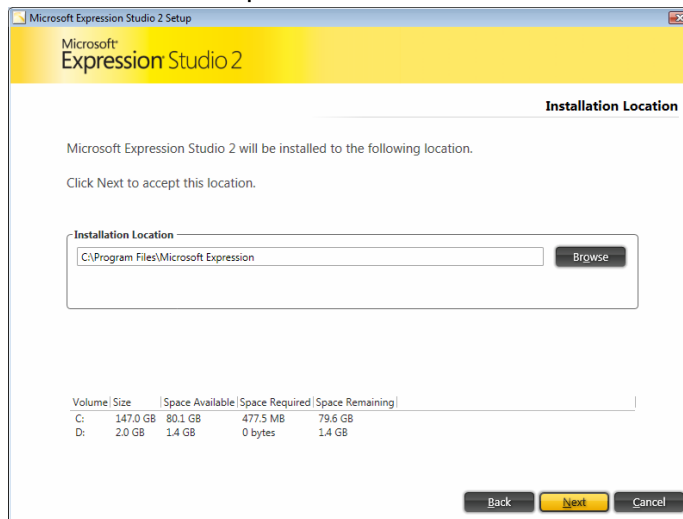 Microsoft Expression Studio 2 Setup
Microsoft®
Expression® Studio 2
Installation Location
Microsoft Expression Studio 2 will be installed to the following location.
Click Next to accept this location.
Installation Location
C:\Program Files\Microsoft Expression
Browse
Volume Size Space Available Space Required Space Remaining
C: 147.0 GB 80.1 GB 477.5 MB 79.6 GB
D: 2.0 GB 1.4 GB 0 bytes 1.4 GB
Back Next Cancel